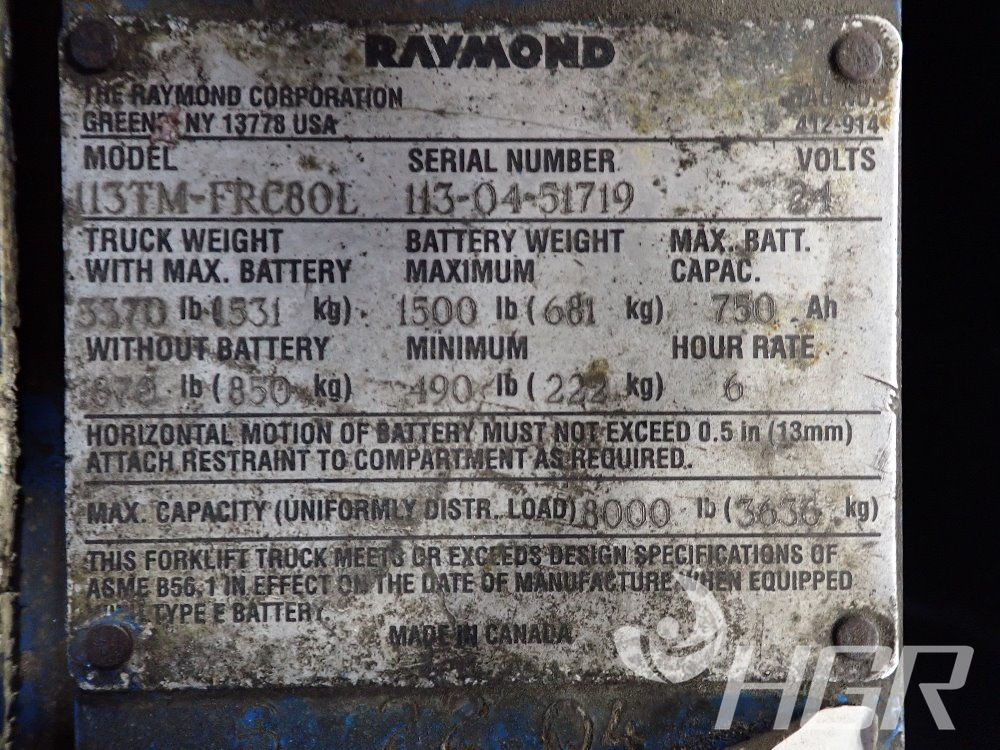 RAYMOND
THE RAYMOND CORPORATION
GREENE NY 13778 USA 412-914
MODEL SERIAL NUMBER VOLTS
113TM-FRC80L 113-04-51719 24
TRUCK WEIGHT BATTERY WEIGHT MAX. BATT.
WITH MAX. BATTERY MAXIMUM CAPAC.
3370 lb (1531 kg) 1500 lb (681 kg) 750 Ah
WITHOUT BATTERY MINIMUM HOUR RATE
lb (850 kg) 490 lb (222 kg) 6
HORIZONTAL MOTION OF BATTERY MUST NOT EXCEED 0.5 in (13mm)
ATTACH RESTRAINT TO COMPARTMENT AS REQUIRED.
MAX. CAPACITY (UNIFORMLY DISTR. LOAD) 8000 lb (3636 kg)
THIS FORKLIFT TRUCK MEETS OR EXCEEDS DESIGN SPECIFICATIONS OF
ASME B56.1 IN EFFECT ON THE DATE OF MANUFACTURE WHEN EQUIPPED
WITH TYPE E BATTERY.
MADE IN CANADA
HGR